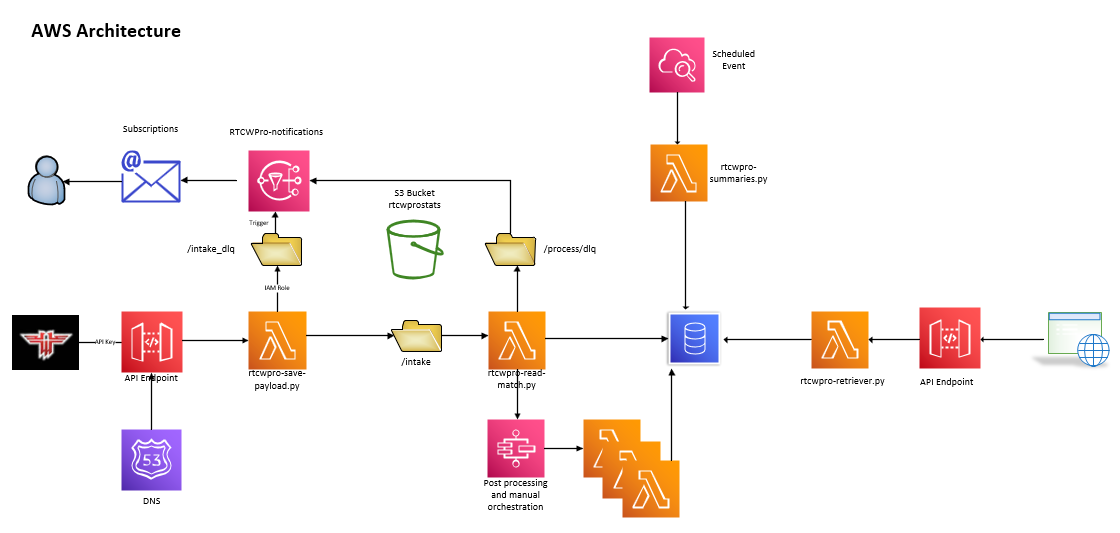 AWS Architecture
Scheduled
Event
Subscriptions
RTCWPro-notifications
rtcwpro-
summaries.py
S3 Bucket
rtcwprostats
Trigger
/intake_dlq
/process/dlq
IAM Role
API Key
API Endpoint
rtcwpro-save-
payload.py
/intake
rtcwpro-read-
match.py
rtcwpro-retriever.py
API Endpoint
53
DNS
Post processing
and manual
orchestration